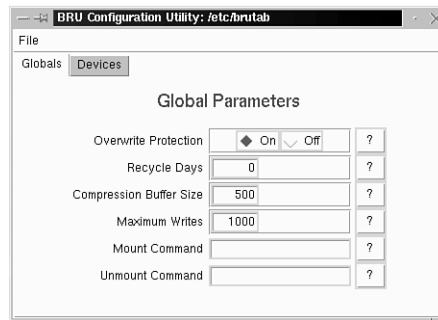 BRU Configuration Utility: /etc/brutab
File
Globals Devices
Global Parameters
Overwrite Protection On Off ?
Recycle Days 0 ?
Compression Buffer Size 500 ?
Maximum Writes 1000 ?
Mount Command ?
Unmount Command ?